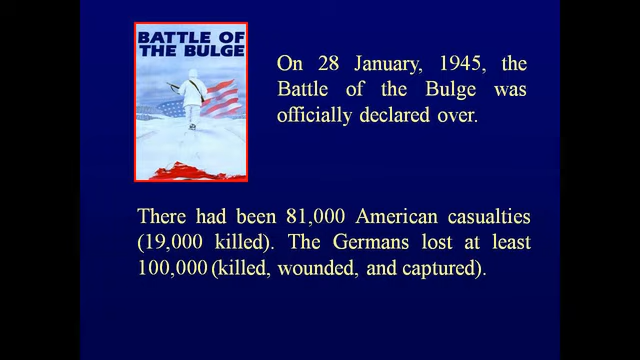 BATTLE OF
THE BULGE
On 28 January, 1945, the
Battle of the Bulge was
officially declared over.
There had been 81,000 American casualties
(19,000 killed). The Germans lost at least
100,000 (killed, wounded, and captured).